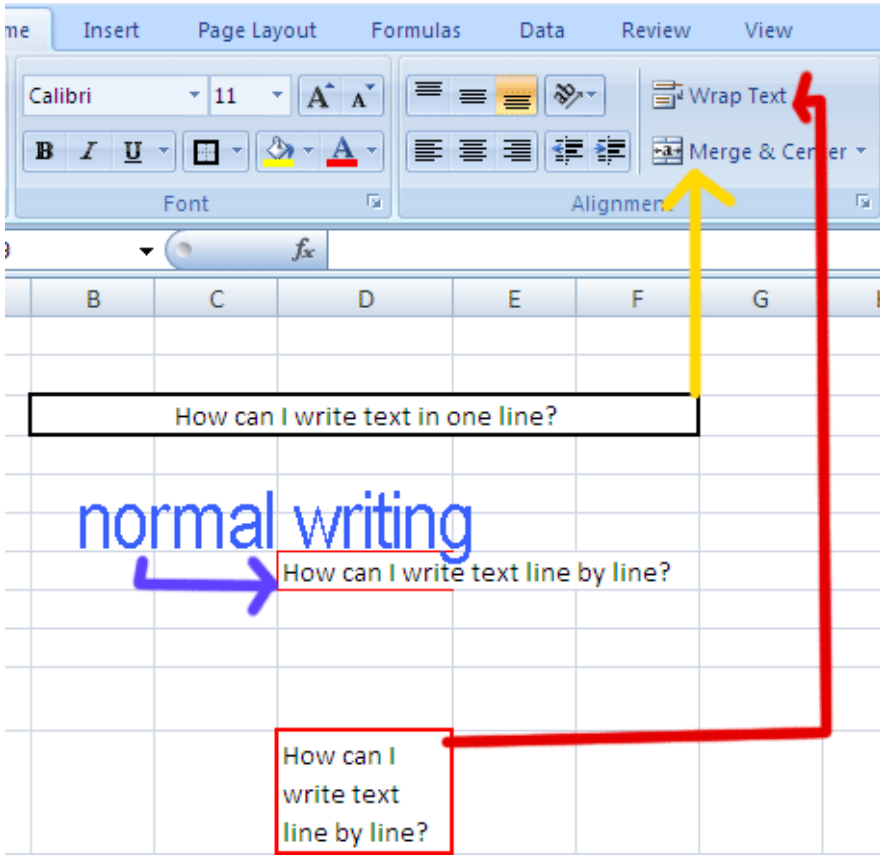 me Insert Page Layout Formulas Data Review View
Calibri 11 A A Wrap Text
B I U A a Merge & Center
Font Alignment
9 fx
B C D E F G
How can I write text in one line?
normal writing
How can I write text line by line?
How can I
write text
line by line?